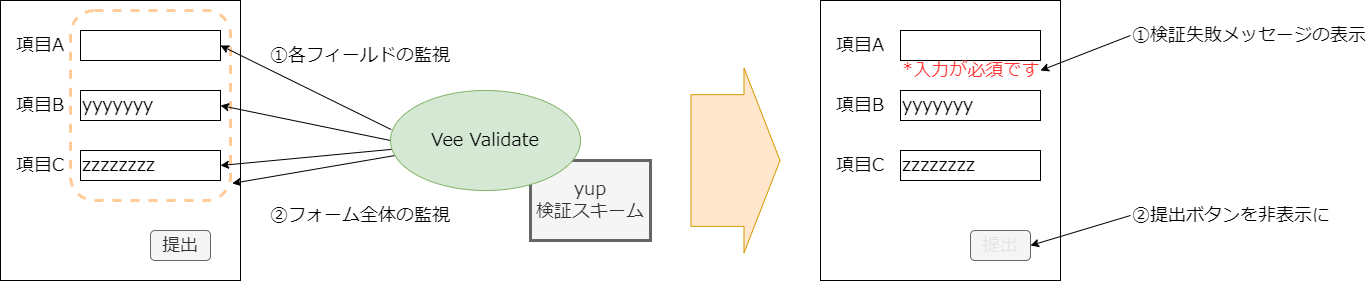 項目A
項目B
yyyyyyy
項目C
zzzzzzzz
提出
①各フィールドの監視
Vee Validate
yup
検証スキーム
②フォーム全体の監視
項目A
*入力が必須です
項目B
yyyyyyy
項目C
zzzzzzzz
提出
①検証失敗メッセージの表示
②提出ボタンを非表示に